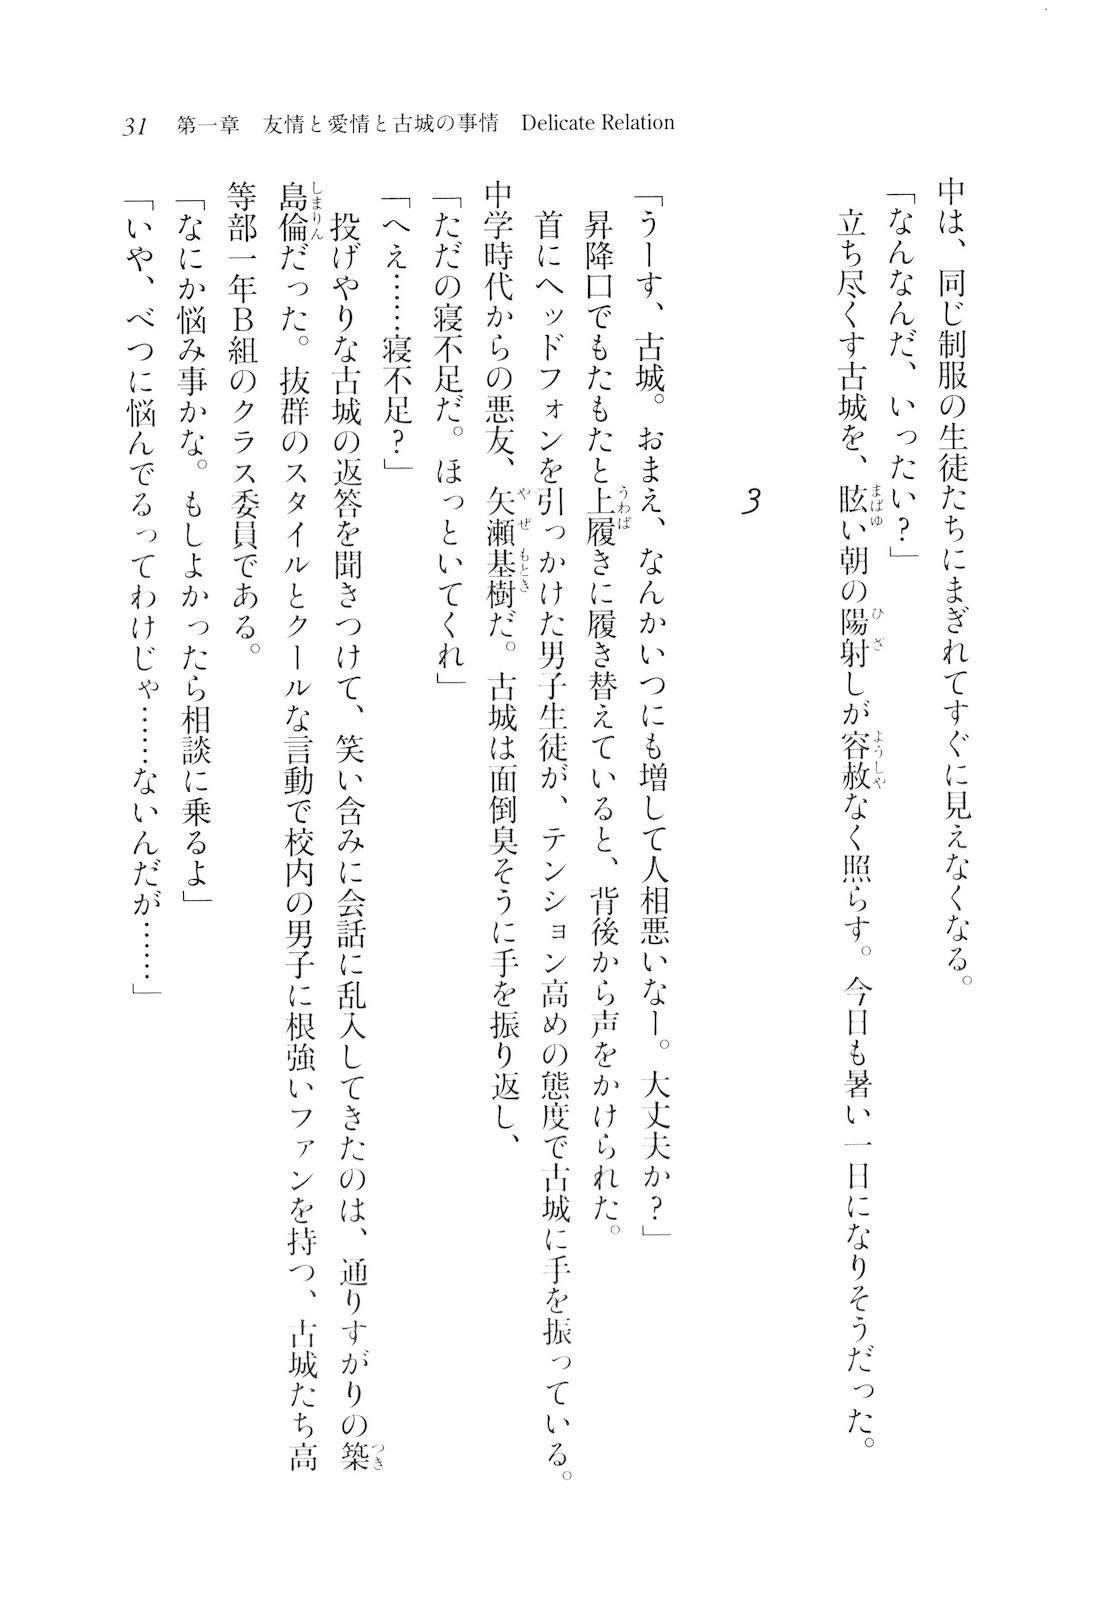 31　第一章　友情と愛情と古城の事情　Delicate Relation
中は、同じ制服の生徒たちにまぎれてすぐに見えなくなる。
「なんなんだ、いったい？」
立ち尽くす古城を、眩い朝の陽射しが容赦なく照らす。今日も暑い一日になりそうだった。
3
「うーす、古城。おまえ、なんかいつにも増して人相悪いなー。大丈夫か？」
昇降口でもたもたと上履きに履き替えていると、背後から声をかけられた。
首にヘッドフォンを引っかけた男子生徒が、テンション高めの態度で古城に手を振っている。
中学時代からの悪友、矢瀬基樹だ。古城は面倒臭そうに手を振り返し、
「ただの寝不足だ。ほっといてくれ」
「へえ……寝不足？」
投げやりな古城の返答を聞きつけて、笑い含みに会話に乱入してきたのは、通りすがりの築
島倫だった。抜群のスタイルとクールな言動で校内の男子に根強いファンを持つ、古城たち高
等部一年Ｂ組のクラス委員である。
「なにか悩み事かな。もしよかったら相談に乗るよ」
「いや、べつに悩んでるってわけじゃ……ないんだが……」